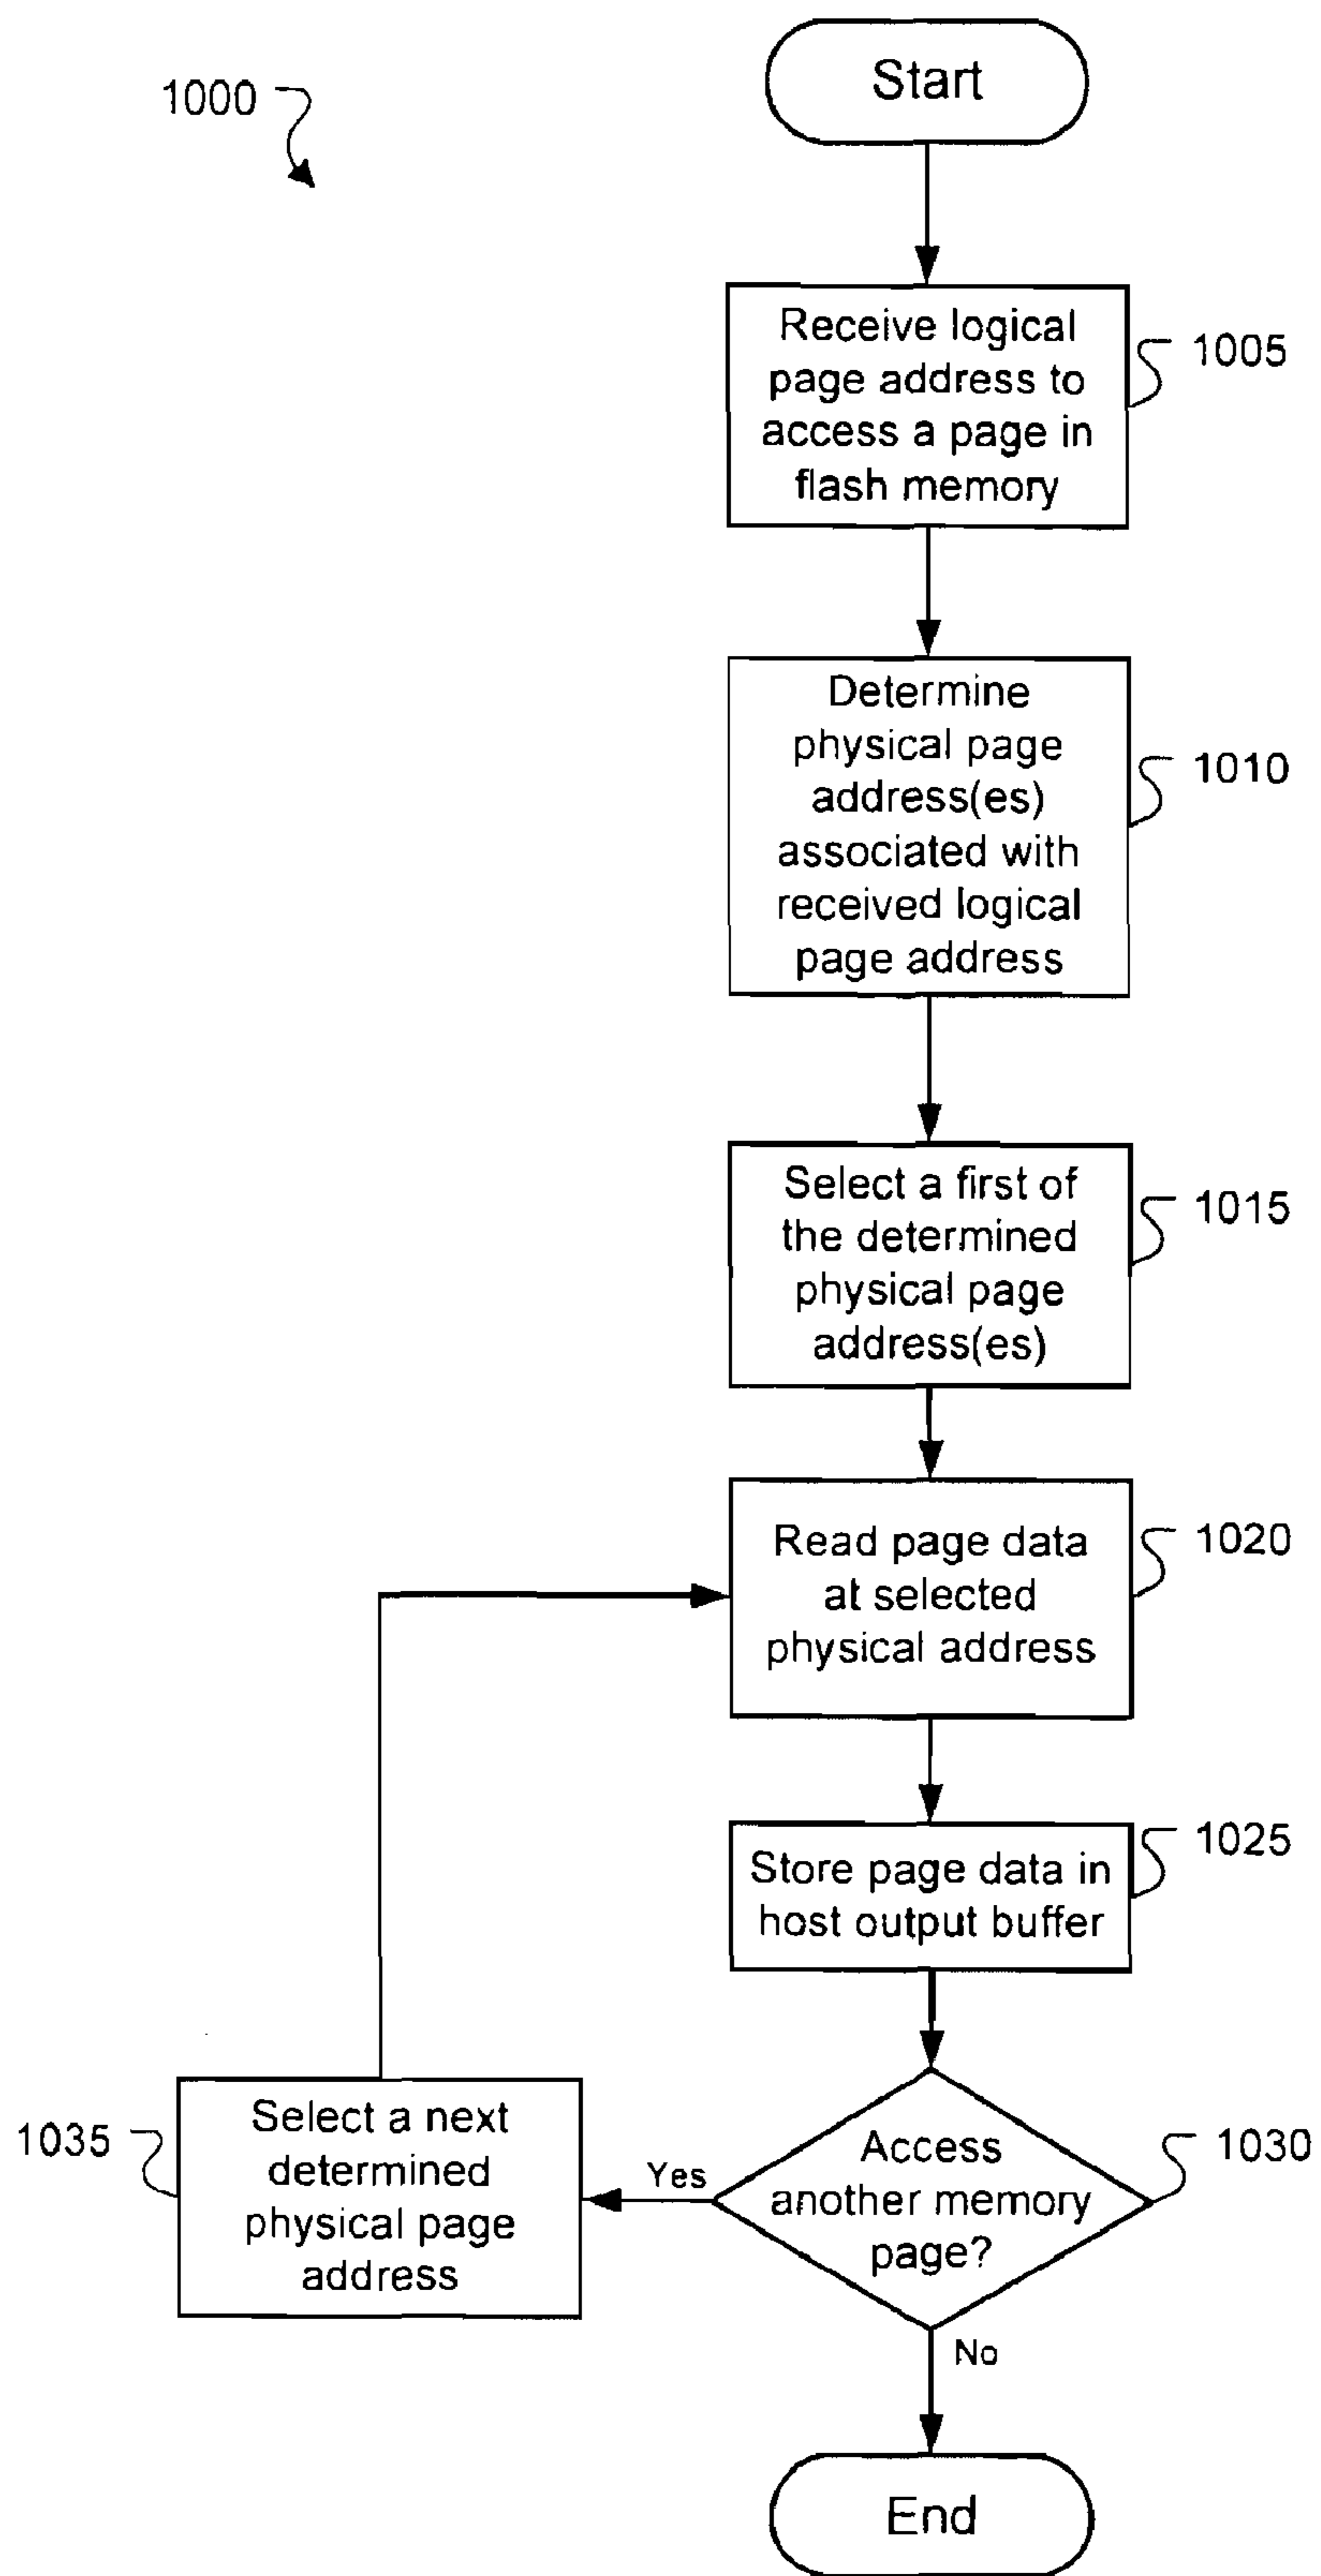 1000
Start
Receive logical
page address to
access a page in
flash memory
1005
Determine
physical page
address(es)
associated with
received logical
page address
1010
Select a first of
the determined
physical page
address(es)
1015
Read page data
at selected
physical address
1020
Store page data in
host output buffer
1025
Access
another memory
page?
1030
Yes
Select a next
determined
physical page
address
1035
No
End